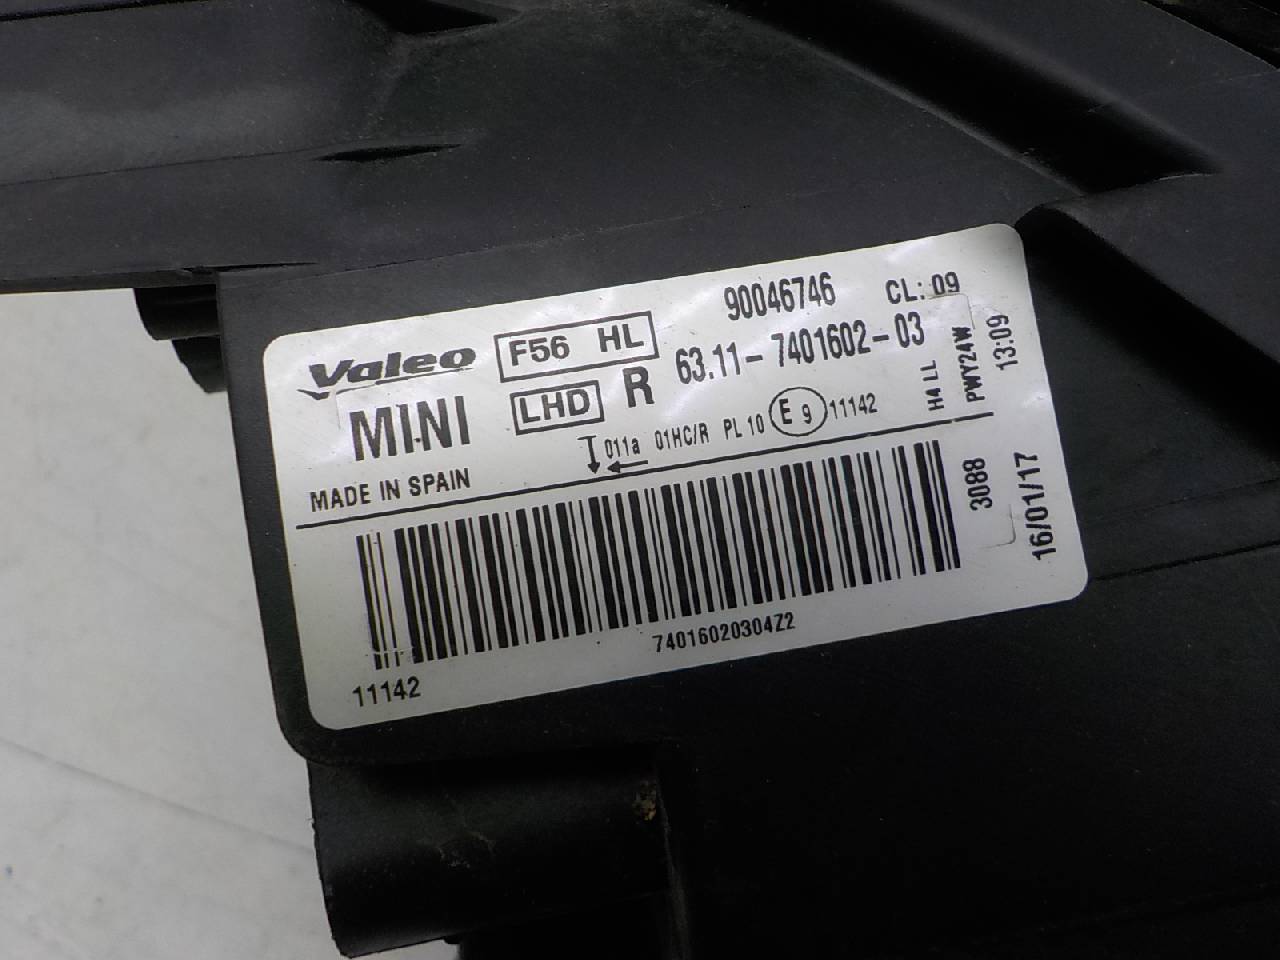 Valeo F56 HL 90046746 CL: 09
MINI LHD R 63.11-7401602-03
011a 01HC/R PL 10 E 9 11142
H4 LL
PWY24W
13:09
MADE IN SPAIN
3088
16/01/17
74016020304Z2
11142